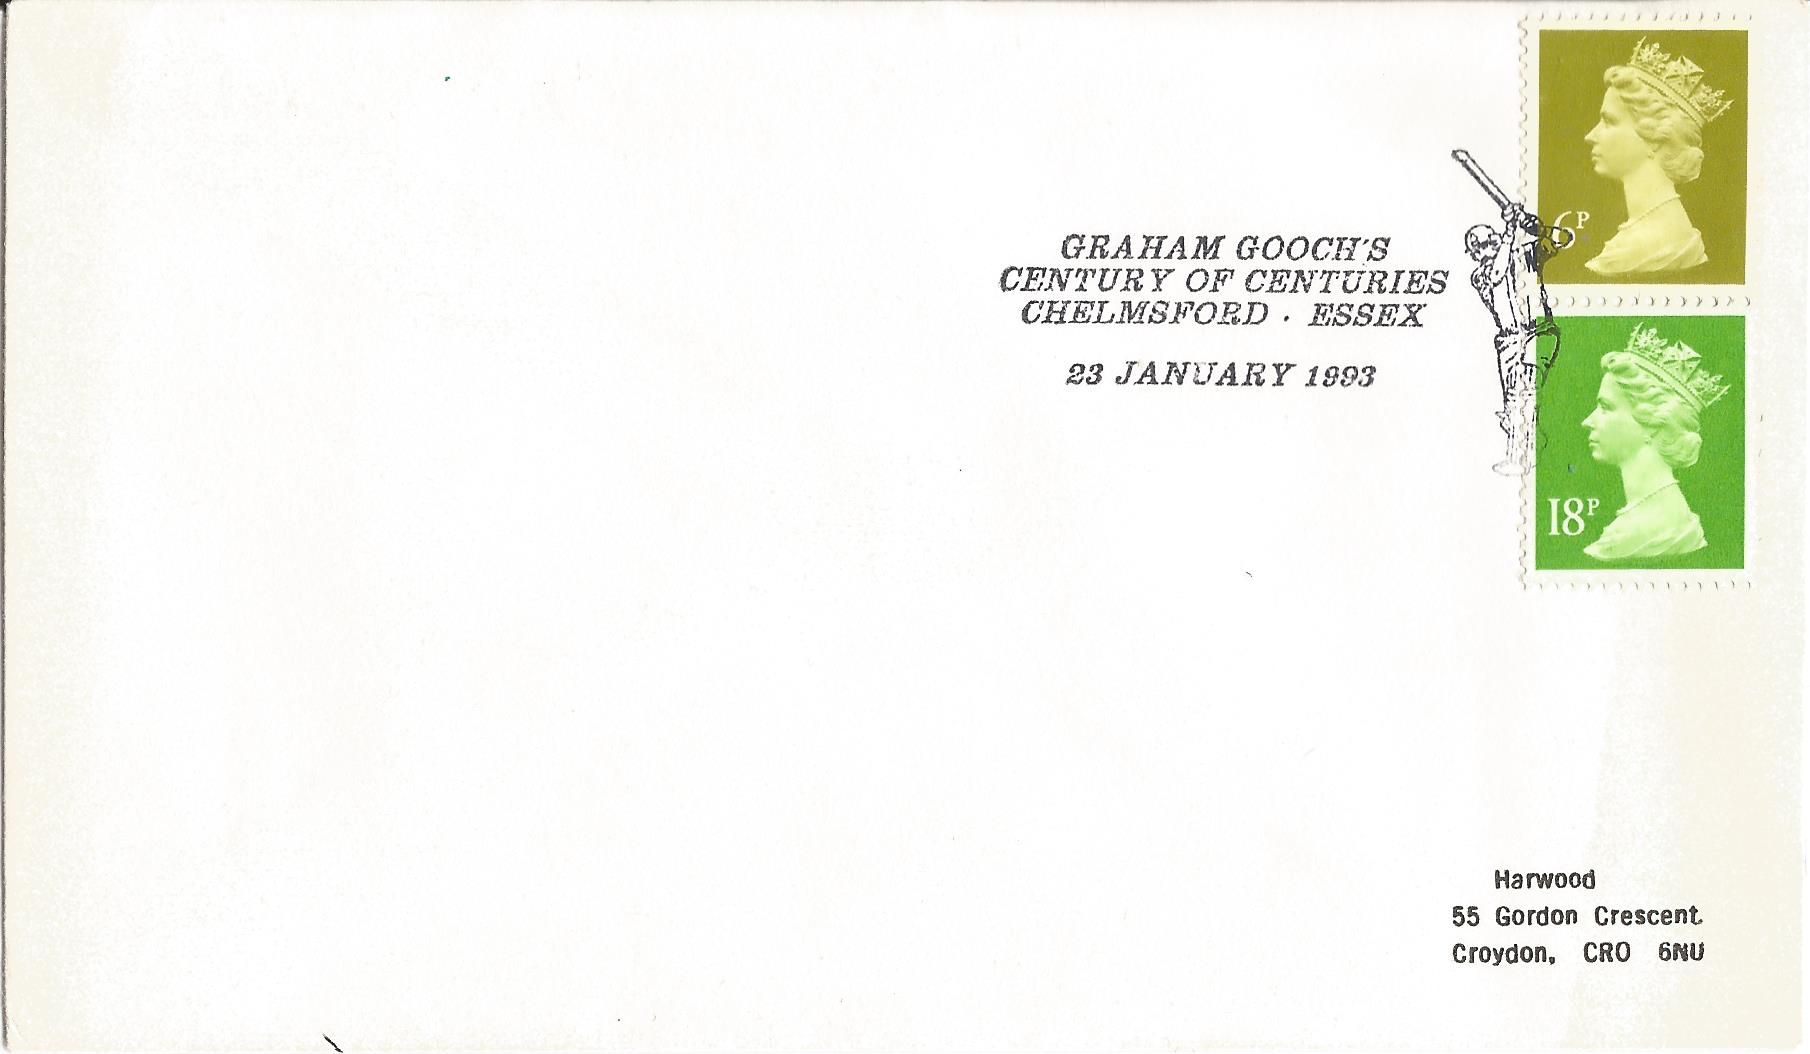 GRAHAM GOOCH'S
CENTURY OF CENTURIES
CHELMSFORD · ESSEX
23 JANUARY 1993
6P
18P
Harwood
55 Gordon Crescent.
Croydon, CRO 6NU